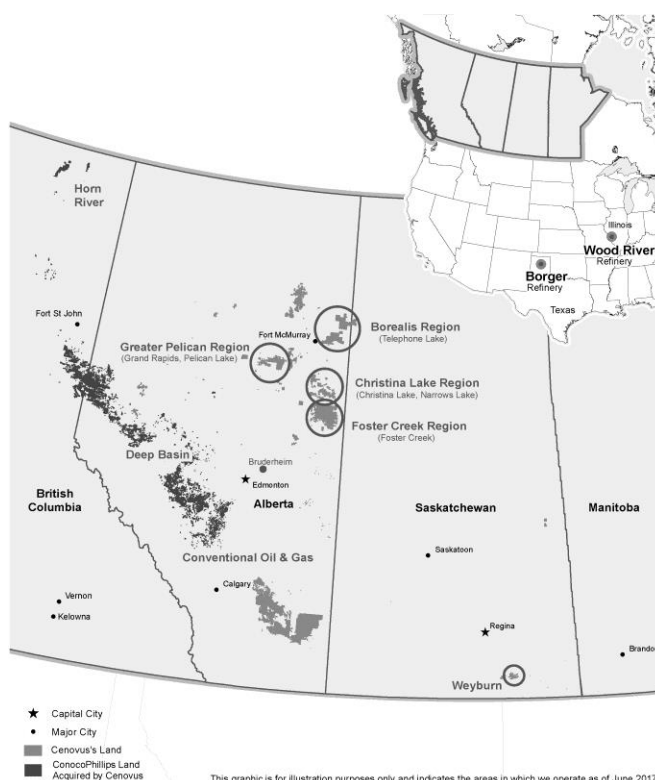 Horn
River
Fort St John
Illinois
Wood River
Refinery
Borger
Refinery
Texas
Fort McMurray
Borealis Region
(Telephone Lake)
Greater Pelican Region
(Grand Rapids, Pelican Lake)
Christina Lake Region
(Christina Lake, Narrows Lake)
Foster Creek Region
(Foster Creek)
Deep Basin
Bruderheim
Edmonton
British
Columbia
Alberta
Saskatchewan
Manitoba
Conventional Oil & Gas
Saskatoon
Calgary
Vernon
Kelowna
Regina
Brando
Weyburn
Capital City
Major City
Cenovus's Land
ConocoPhillips Land
Acquired by Cenovus
This graphic is for illustration purposes only and indicates the areas in which we operate as of June 2017